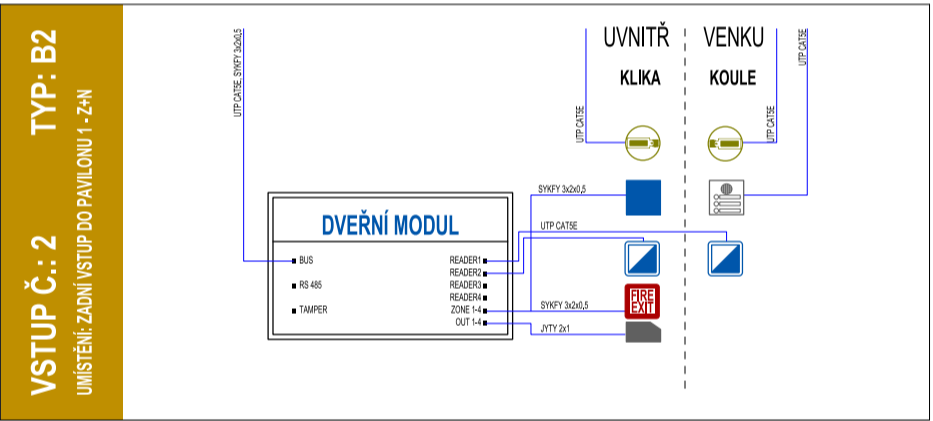 VSTUP Č.: 2 TYP: B2
UMÍSTĚNÍ: ZADNÍ VSTUP DO PAVILONU 1 - Z+N
UTP CAT5E, SYKFY 3x2x0,5
UVNITŘ
VENKU
KLIKA
KOULE
UTP CAT5E
UTP CAT5E
UTP CAT5E
SYKFY 3x2x0,5
UTP CAT5E
DVEŘNÍ MODUL
BUS
RS 485
TAMPER
READER1
READER2
READER3
READER4
ZONE 1-4
OUT 1-4
SYKFY 3x2x0,5
JYTY 2x1
FIRE
EXIT